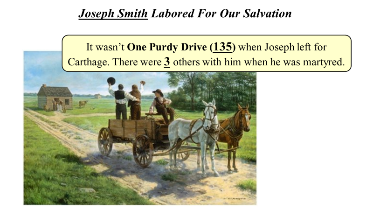 Joseph Smith Labored For Our Salvation
It wasn't One Purdy Drive (135) when Joseph left for
Carthage. There were 3 others with him when he was martyred.